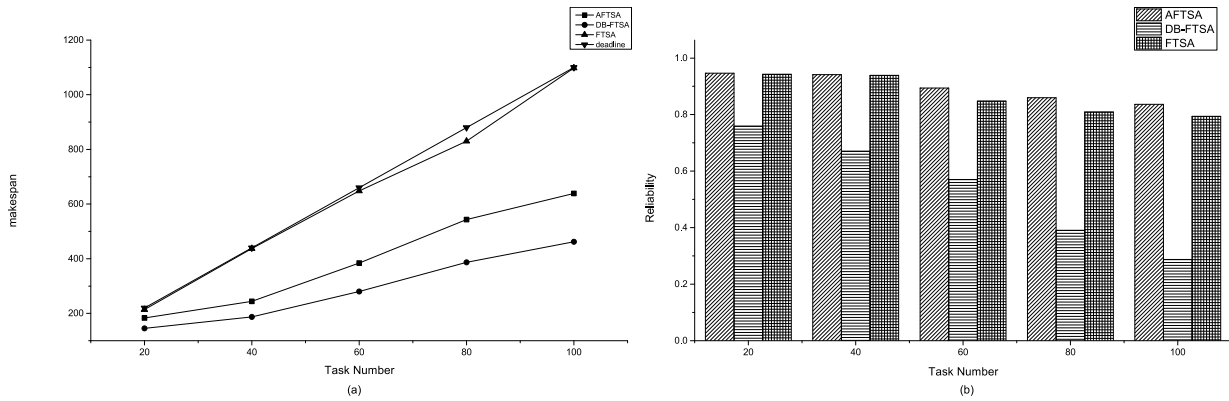 AFTSA
DB-FTSA
FTSA
deadline
1200
1000
800
600
400
200
makespan
20 40 60 80 100
Task Number
(a)
AFTSA
DB-FTSA
FTSA
1.0
0.8
0.6
0.4
0.2
0.0
Reliability
20 40 60 80 100
Task Number
(b)